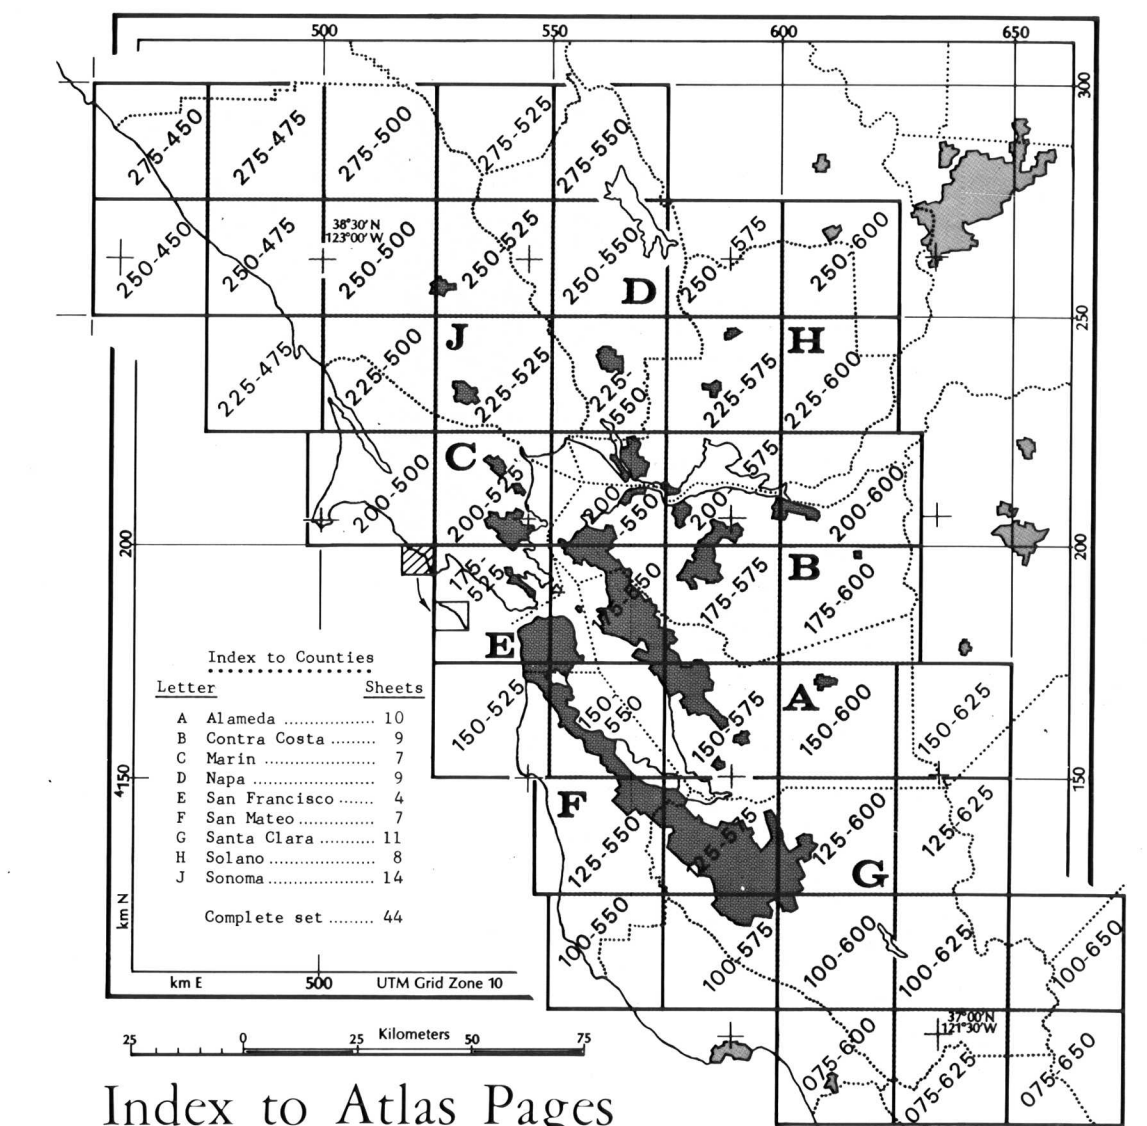 500 550 600 650
300
275-450 275-475 275-500 275-525 275-550
38°30'N
123°00'W
250-450 250-475 250-500 250-525 250-550 250-575 250-600
D
250
J H
225-475 225-500 225-525 225-550 225-575 225-600
C
200-500 200-525 200-550 200-575 200-600
200 200
B
175-525 175-550 175-575 175-600
E
A
150-525 150-550 150-575 150-600 150-625
⁴150 150
F
125-550 125-575 125-600 125-625
G
100-550 100-575 100-600 100-625 100-650
37°00'N
121°30'W
075-600 075-625 075-650
Index to Counties
Letter Sheets
A Alameda .................. 10
B Contra Costa ......... 9
C Marin ..................... 7
D Napa ...................... 9
E San Francisco ...... 4
F San Mateo ............... 7
G Santa Clara ........... 11
H Solano ..................... 8
J Sonoma ..................... 14
Complete set ......... 44
km N
km E 500 UTM Grid Zone 10
Kilometers
25 0 25 50 75
Index to Atlas Pages